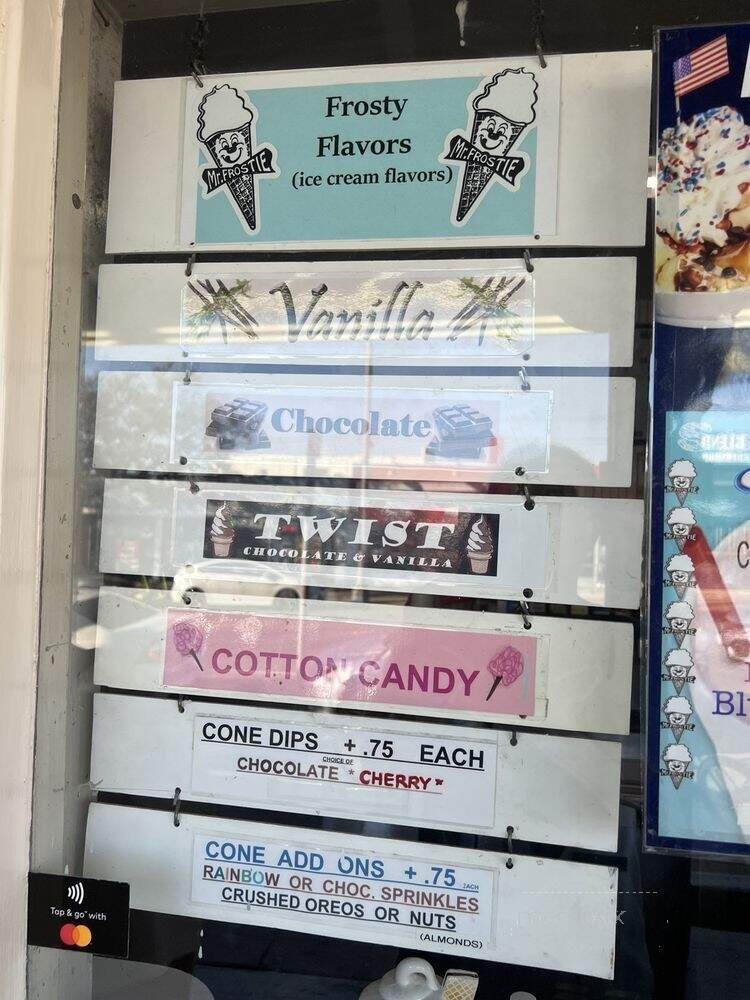 Frosty
Flavors
(ice cream flavors)
Mr. FROSTIE
Mr. FROSTIE
Vanilla
Chocolate
TWIST
CHOCOLATE & VANILLA
COTTON CANDY
CONE DIPS + .75 EACH
CHOICE OF
CHOCOLATE * CHERRY *
CONE ADD ONS + .75 EACH
RAINBOW OR CHOC. SPRINKLES
CRUSHED OREOS OR NUTS
(ALMONDS)
Tap & go™ with